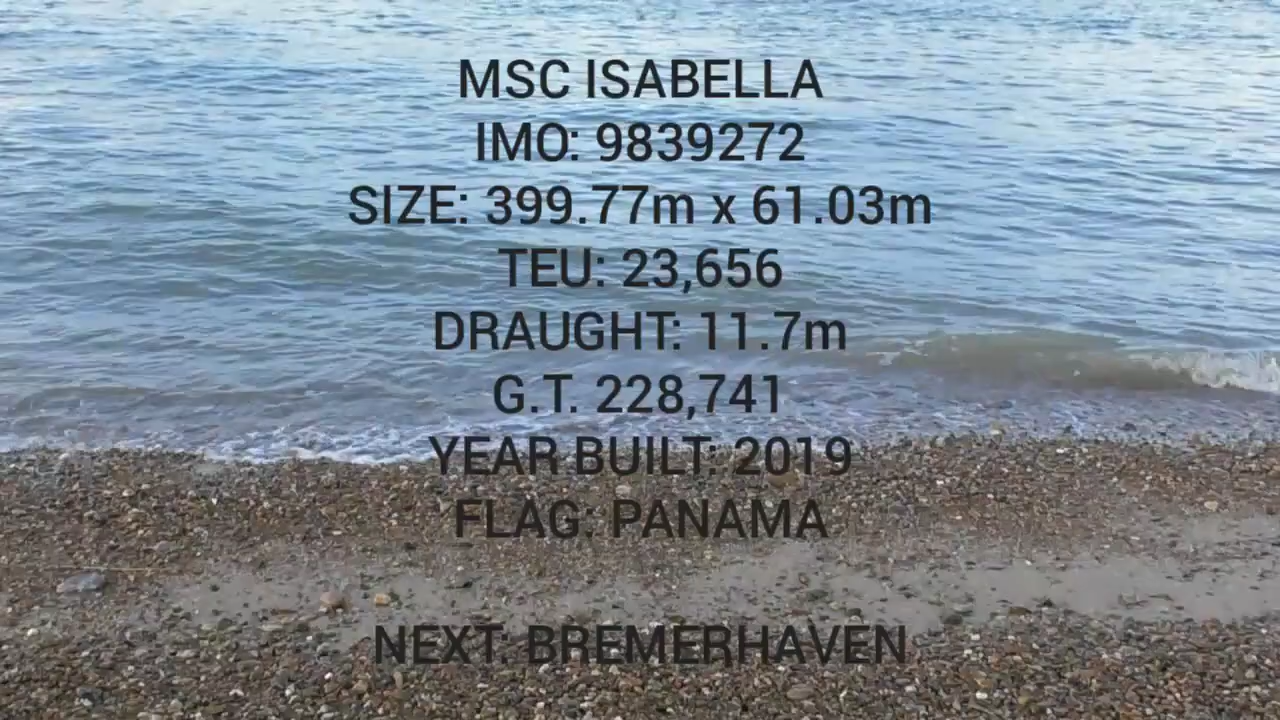 MSC ISABELLA
IMO: 9839272
SIZE: 399.77m x 61.03m
TEU: 23,656
DRAUGHT: 11.7m
G.T. 228,741
YEAR BUILT: 2019
FLAG: PANAMA
NEXT: BREMERHAVEN